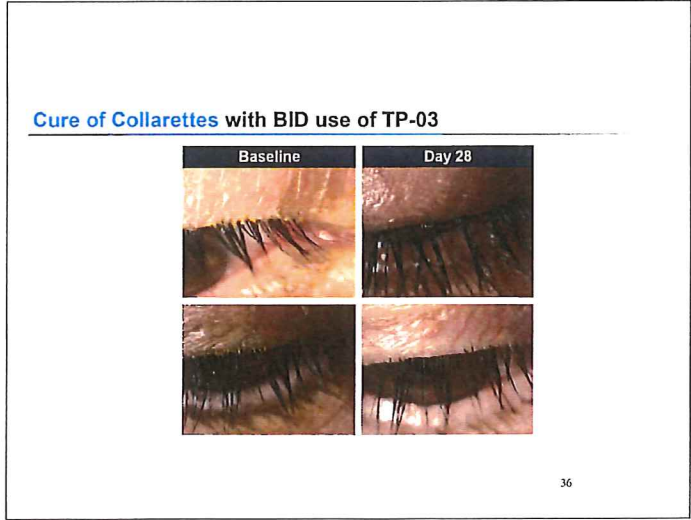 Cure of Collarettes with BID use of TP-03
Baseline
Day 28
36